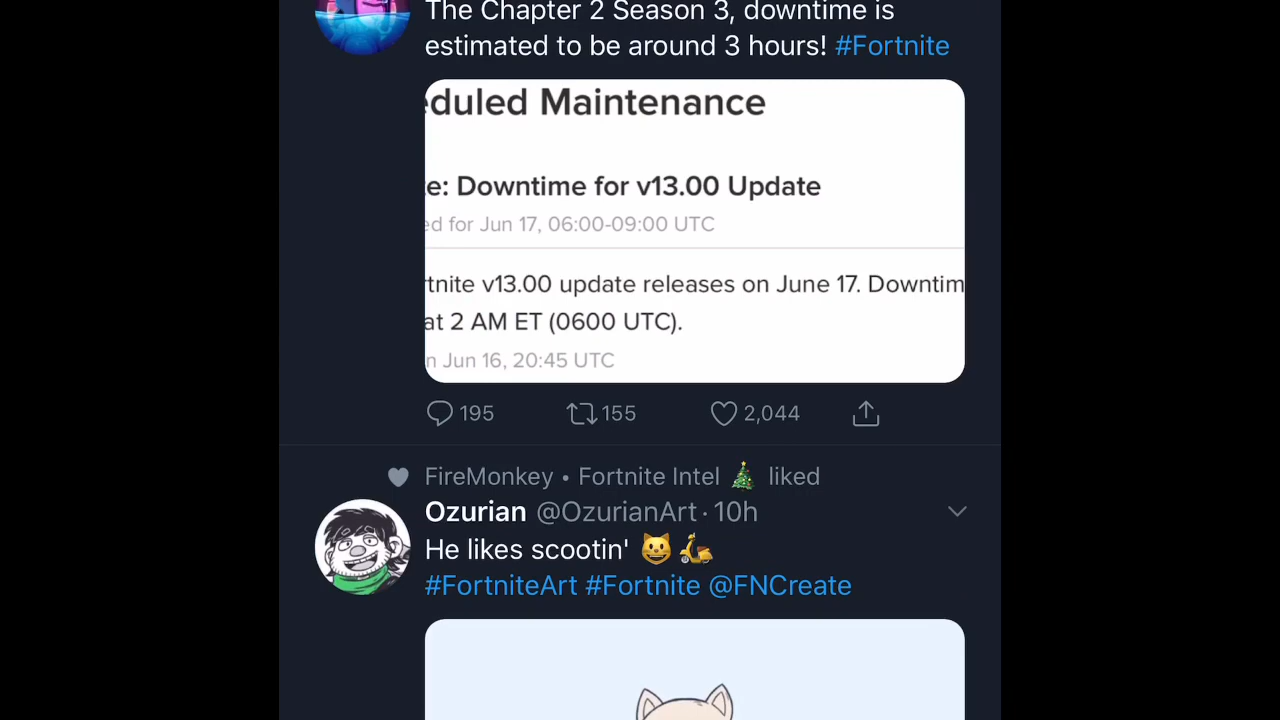 The Chapter 2 Season 3, downtime is
estimated to be around 3 hours! #Fortnite
eduled Maintenance
e: Downtime for v13.00 Update
ed for Jun 17, 06:00-09:00 UTC
rtnite v13.00 update releases on June 17. Downtim
at 2 AM ET (0600 UTC).
n Jun 16, 20:45 UTC
195 155 2,044
FireMonkey • Fortnite Intel 🎄 liked
Ozurian @OzurianArt · 10h
He likes scootin' 😺🛵
#FortniteArt #Fortnite @FNCreate